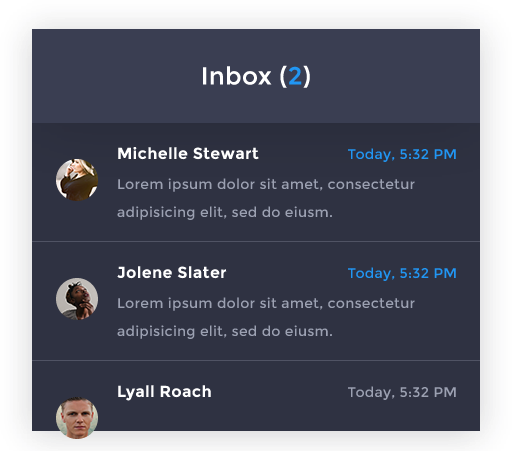 Inbox (2)
Michelle Stewart Today, 5:32 PM
Lorem ipsum dolor sit amet, consectetur
adipisicing elit, sed do eiusm.
Jolene Slater Today, 5:32 PM
Lorem ipsum dolor sit amet, consectetur
adipisicing elit, sed do eiusm.
Lyall Roach Today, 5:32 PM